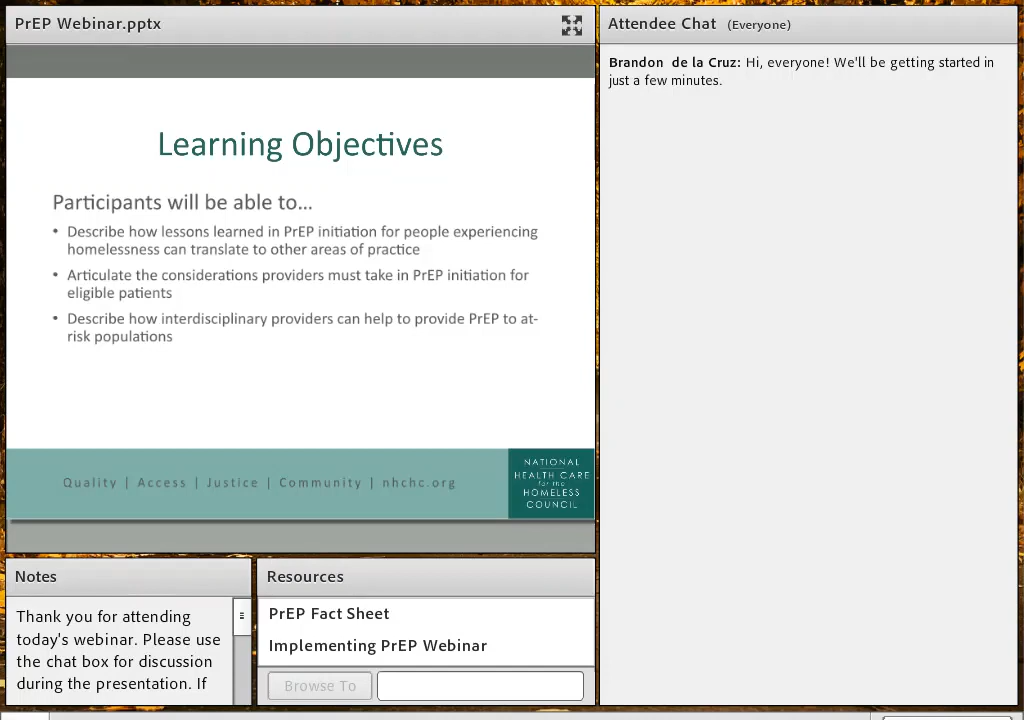 PrEP Webinar.pptx
Learning Objectives
Participants will be able to...
• Describe how lessons learned in PrEP initiation for people experiencing
homelessness can translate to other areas of practice
• Articulate the considerations providers must take in PrEP initiation for
eligible patients
• Describe how interdisciplinary providers can help to provide PrEP to at-
risk populations
Quality | Access | Justice | Community | nhchc.org
NATIONAL
HEALTH CARE
for the
HOMELESS
COUNCIL
Notes
Thank you for attending
today's webinar. Please use
the chat box for discussion
during the presentation. If
Resources
PrEP Fact Sheet
Implementing PrEP Webinar
Browse To
Attendee Chat (Everyone)
Brandon de la Cruz: Hi, everyone! We'll be getting started in
just a few minutes.